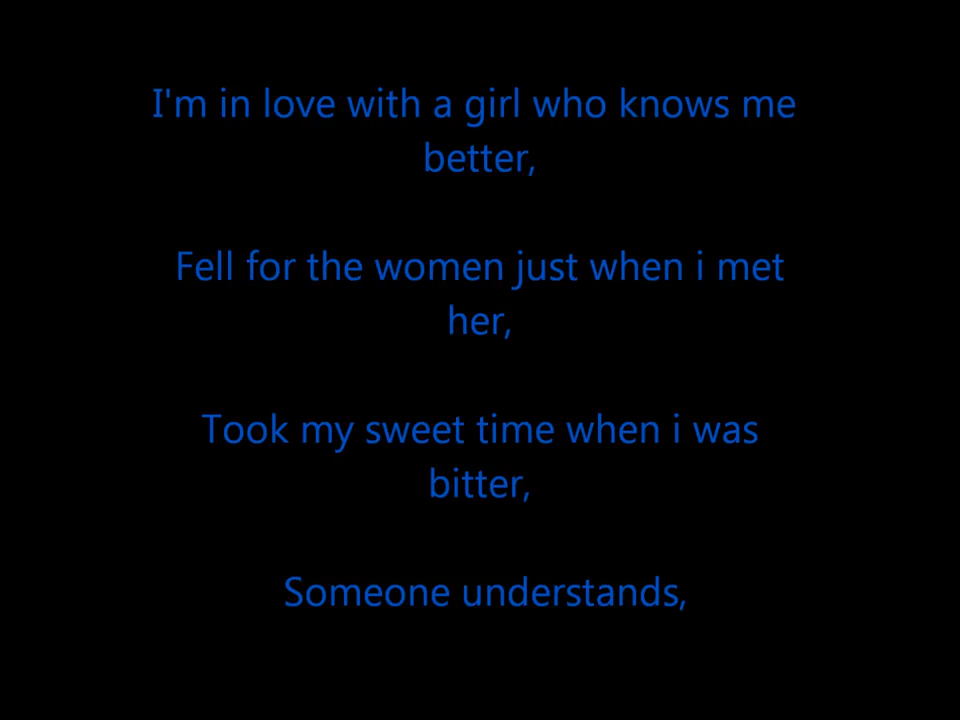 I'm in love with a girl who knows me
better,
Fell for the women just when i met
her,
Took my sweet time when i was
bitter,
Someone understands,